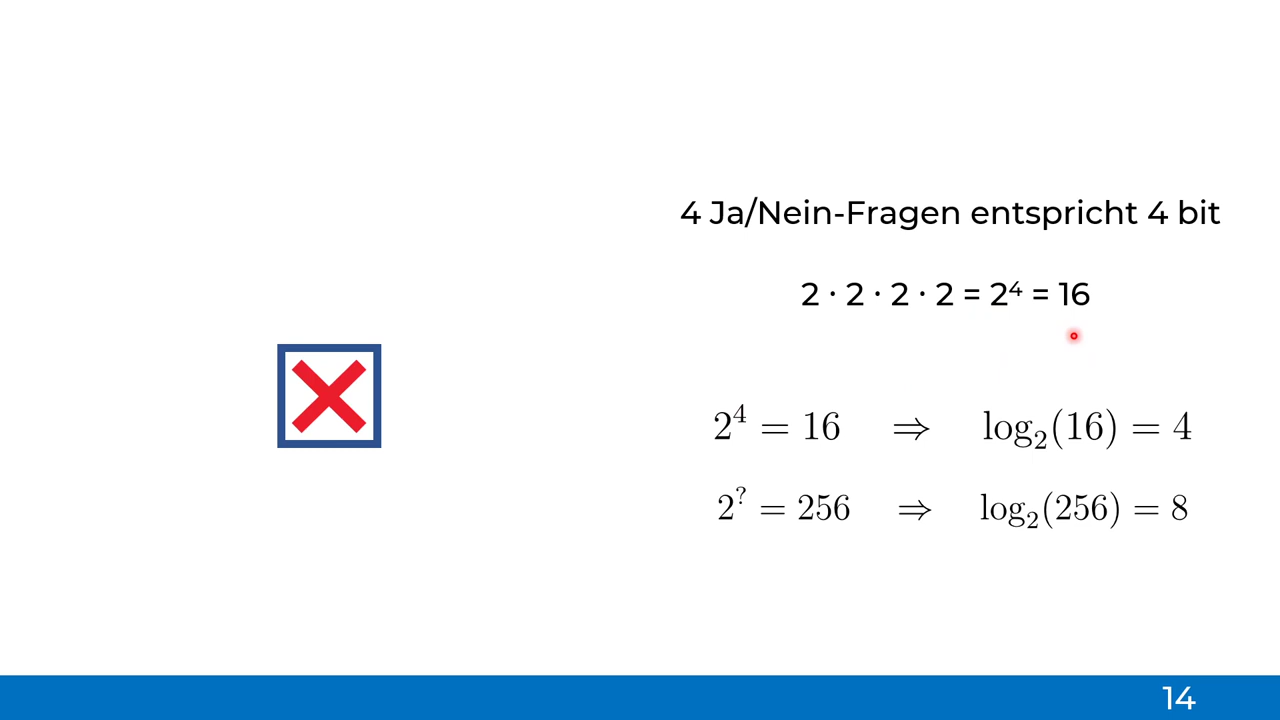 4 Ja/Nein-Fragen entspricht 4 bit
2 · 2 · 2 · 2 = 2⁴ = 16
2⁴ = 16 ⇒ log₂(16) = 4
2^? = 256 ⇒ log₂(256) = 8
14